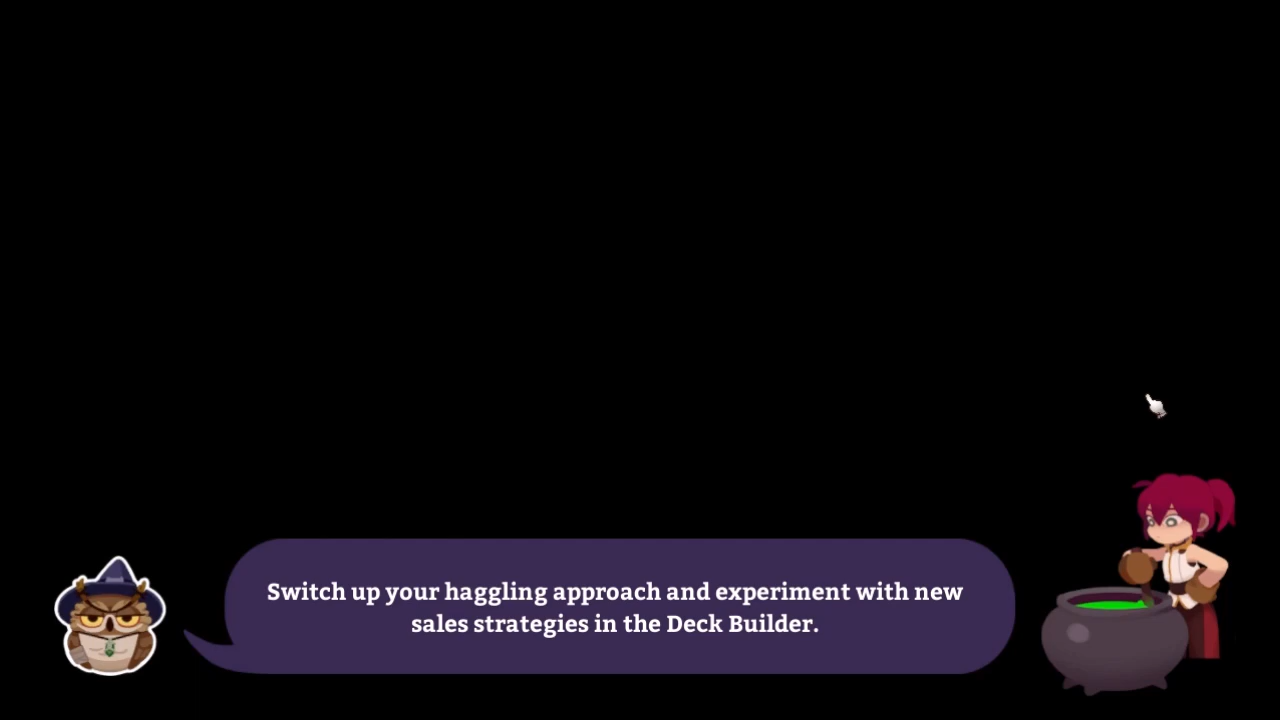 Switch up your haggling approach and experiment with new
sales strategies in the Deck Builder.